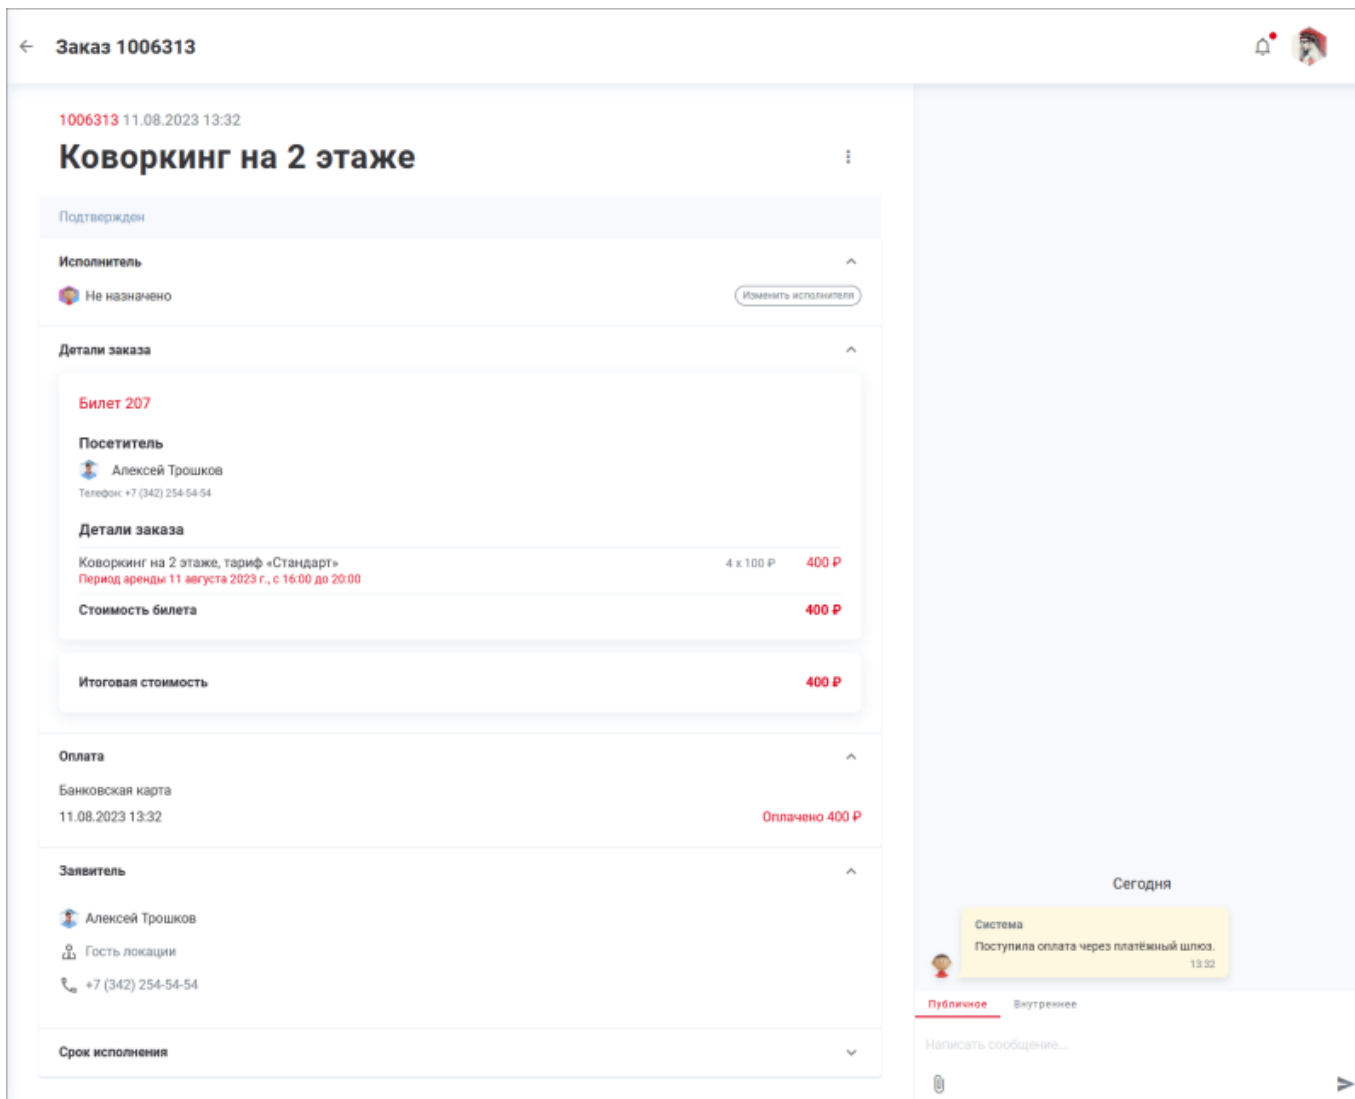 Заказ 1006313
1006313 11.08.2023 13:32
Коворкинг на 2 этаже
Подтвержден
Исполнитель
Не назначено
Изменить исполнителя
Детали заказа
Билет 207
Посетитель
Алексей Трошков
Телефон: +7 (342) 254-54-54
Детали заказа
Коворкинг на 2 этаже, тариф «Стандарт» 4 x 100 ₽ 400 ₽
Период аренды 11 августа 2023 г., с 16:00 до 20:00
Стоимость билета 400 ₽
Итоговая стоимость 400 ₽
Оплата
Банковская карта
11.08.2023 13:32 Оплачено 400 ₽
Заявитель
Алексей Трошков
Гость локации
+7 (342) 254-54-54
Срок исполнения
Сегодня
Система
Поступила оплата через платёжный шлюз.
13:32
Публичное Внутреннее
Написать сообщение...